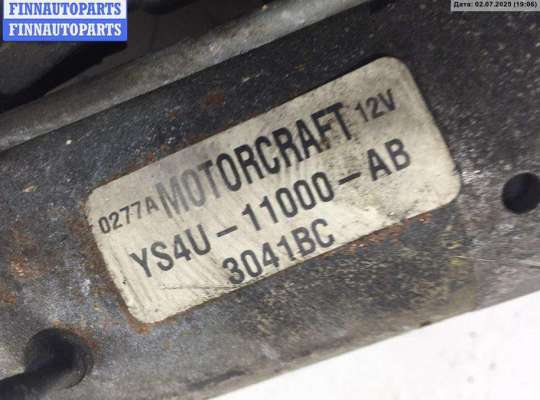 FINNAUTOPARTS
FINNAUTOPARTS
Дата: 02.07.2025 (19:06)
0277A MOTORCRAFT 12V
YS4U-11000-AB
3041BC